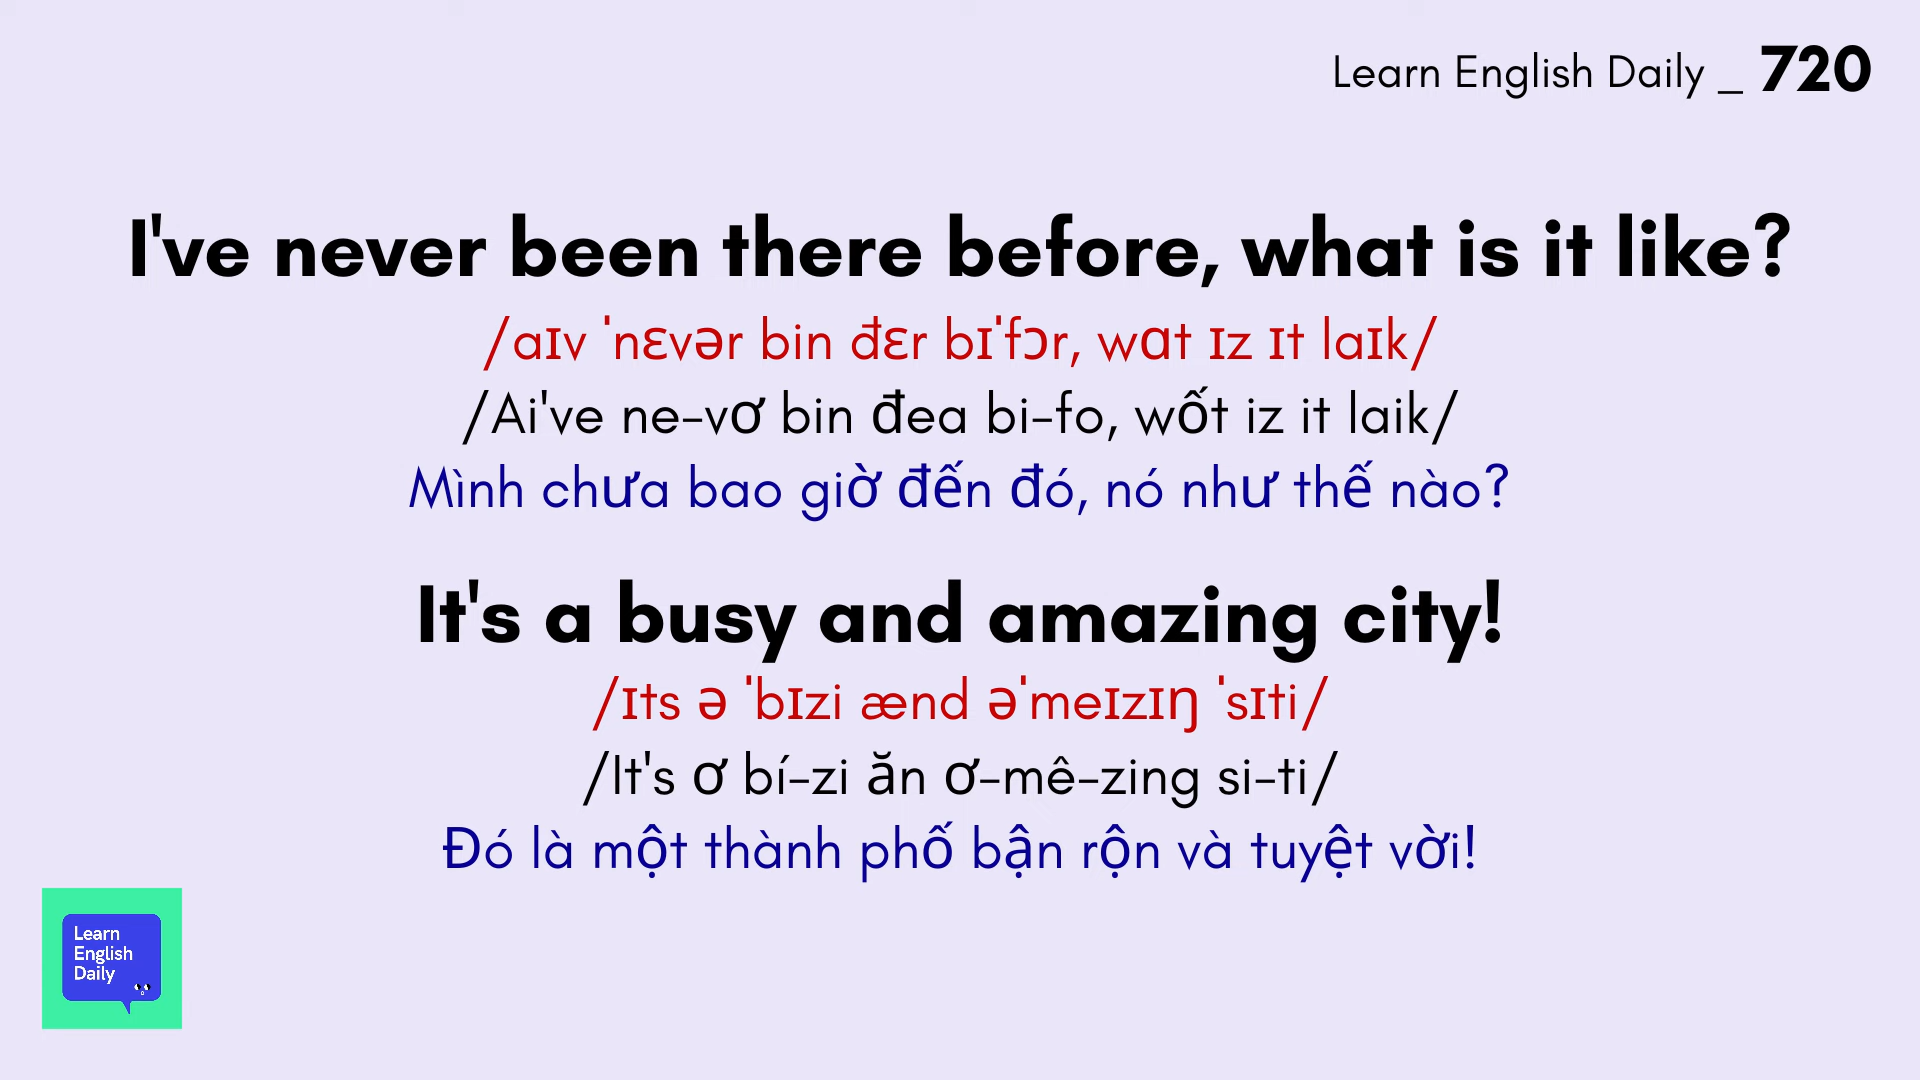 Learn English Daily _ 720
I've never been there before, what is it like?
/aɪv ˈnɛvər bin đɛr bɪˈfɔr, wɑt ɪz ɪt laɪk/
/Ai've ne-vơ bin đea bi-fo, wốt iz it laik/
Mình chưa bao giờ đến đó, nó như thế nào?
It's a busy and amazing city!
/ɪts ə ˈbɪzi ænd əˈmeɪzɪŋ ˈsɪti/
/It's ơ bí-zi ăn ơ-mê-zing si-ti/
Đó là một thành phố bận rộn và tuyệt vời!
Learn
English
Daily